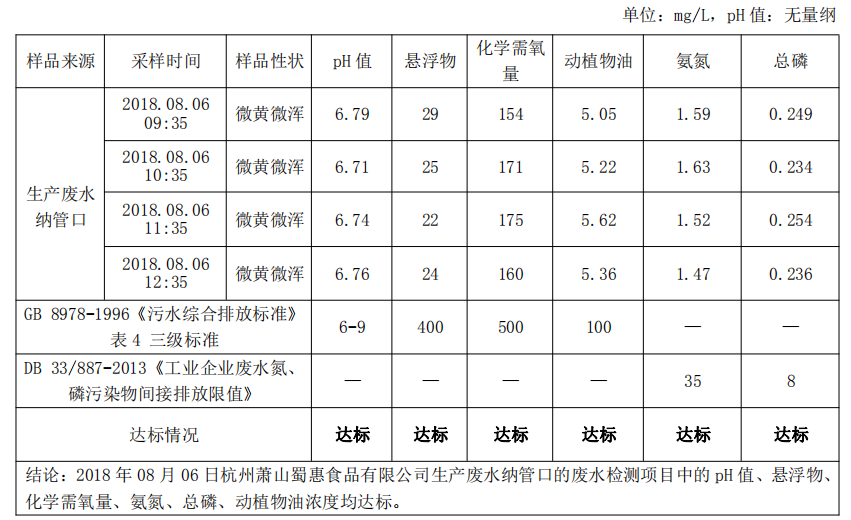 单位：mg/L，pH 值：无量纲
样品来源 采样时间 样品性状 pH 值 悬浮物 化学需氧量 动植物油 氨氮 总磷
生产废水纳管口
2018.08.06 09:35 微黄微浑 6.79 29 154 5.05 1.59 0.249
2018.08.06 10:35 微黄微浑 6.71 25 171 5.22 1.63 0.234
2018.08.06 11:35 微黄微浑 6.74 22 175 5.62 1.52 0.254
2018.08.06 12:35 微黄微浑 6.76 24 160 5.36 1.47 0.236
GB 8978-1996《污水综合排放标准》表4 三级标准 6-9 400 500 100 — —
DB 33/887-2013《工业企业废水氮、磷污染物间接排放限值》 — — — — 35 8
达标情况 达标 达标 达标 达标 达标 达标
结论：2018 年 08 月 06 日杭州萧山蜀惠食品有限公司生产废水纳管口的废水检测项目中的 pH 值、悬浮物、
化学需氧量、氨氮、总磷、动植物油浓度均达标。